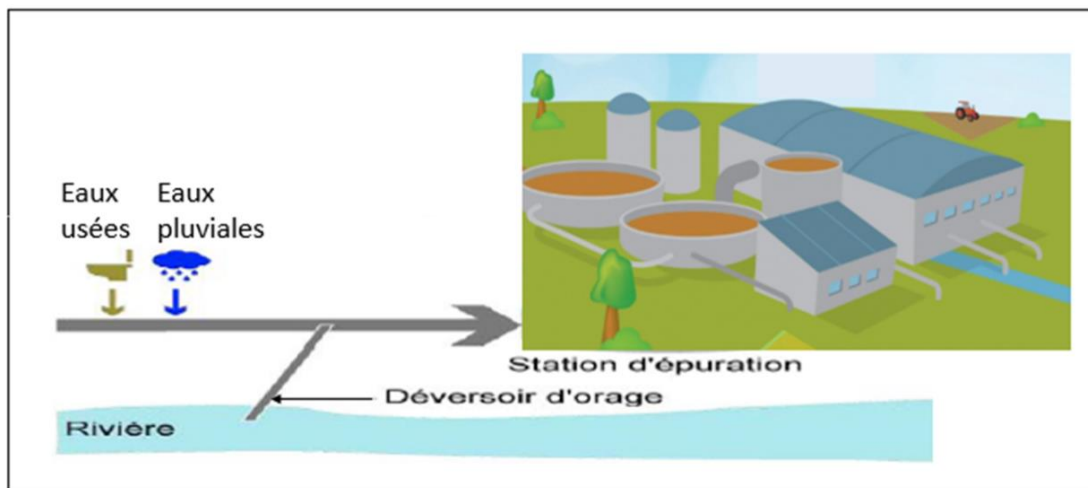 Eaux
usées
Eaux
pluviales
Station d'épuration
Déversoir d'orage
Rivière